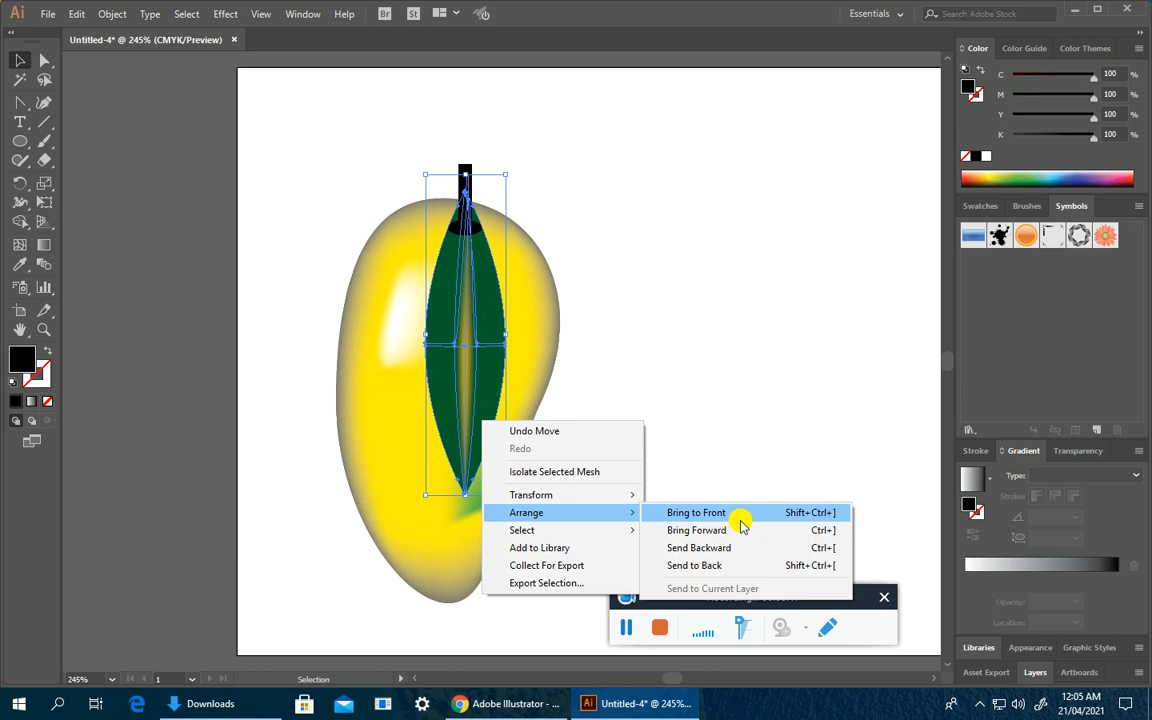 Ai File Edit Object Type Select Effect View Window Help Br St Essentials Search Adobe Stock
Untitled-4* @ 245% (CMYK/Preview) ×
Color Color Guide Color Themes
C 100 %
M 100 %
Y 100 %
K 100 %
Swatches Brushes Symbols
Undo Move
Redo
Isolate Selected Mesh
Transform
Arrange
Select
Add to Library
Collect For Export
Export Selection...
Bring to Front Shift+Ctrl+]
Bring Forward Ctrl+]
Send Backward Ctrl+[
Send to Back Shift+Ctrl+[
Send to Current Layer
Stroke Gradient Transparency
Type:
Stroke:
Opacity:
Location:
Libraries Appearance Graphic Styles
Asset Export Layers Artboards
245% 1 Selection
Downloads Adobe Illustrator - ... Ai Untitled-4* @ 245%...
12:05 AM
21/04/2021